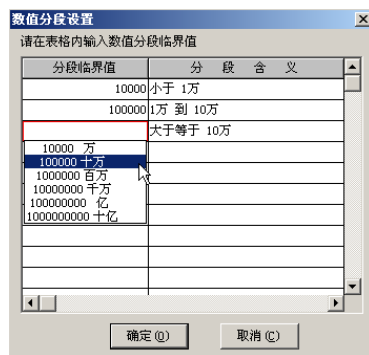 数值分段设置
请在表格内输入数值分段临界值
分段临界值 分 段 含 义
10000 小于 1万
100000 1万 到 10万
大于等于 10万
10000 万
100000 十万
1000000 百万
10000000 千万
100000000 亿
1000000000 十亿
确定(O) 取消(C)